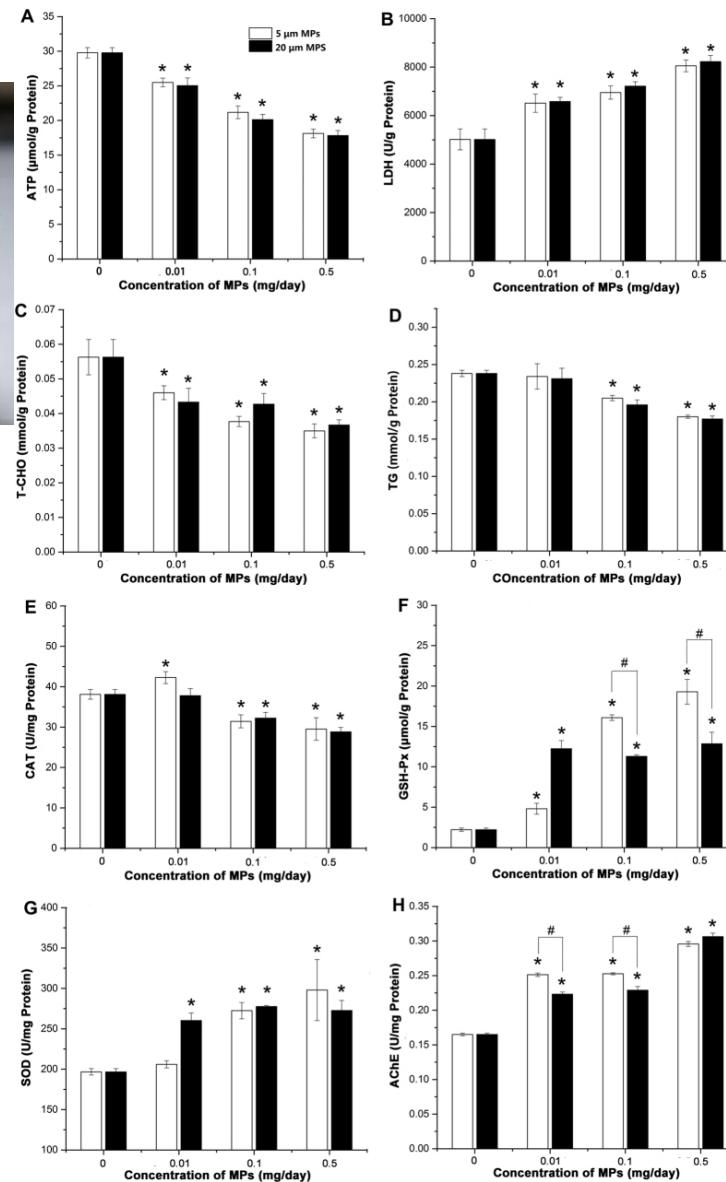 A
35
30
25
20
15
10
5
0
ATP (µmol/g Protein)
5 µm MPs
20 µm MPS
* *
* *
* *
0 0.01 0.1 0.5
Concentration of MPs (mg/day)
B
10000
8000
6000
4000
2000
0
LDH (U/g Protein)
* *
* *
* *
0 0.01 0.1 0.5
Concentration of MPs (mg/day)
C
0.07
0.06
0.05
0.04
0.03
0.02
0.01
0.00
T-CHO (mmol/g Protein)
* *
* *
* *
0 0.01 0.1 0.5
COncentration of MPs (mg/day)
D
0.30
0.25
0.20
0.15
0.10
0.05
0.00
TG (mmol/g Protein)
* *
* *
0 0.01 0.1 0.5
COncentration of MPs (mg/day)
E
60
50
40
30
20
10
0
CAT (U/mg Protein)
*
* *
* *
0 0.01 0.1 0.5
Concentration of MPs (mg/day)
F
30
25
20
15
10
5
0
GSH-Px (µmol/g Protein)
* *
#
* *
#
* *
0 0.01 0.1 0.5
Concentration of MPs (mg/day)
G
400
350
300
250
200
150
100
SOD (U/mg Protein)
*
* *
* *
0 0.01 0.1 0.5
Concentration of MPs (mg/day)
H
0.35
0.30
0.25
0.20
0.15
0.10
0.05
0.00
AChE (U/mg Protein)
#
* *
#
* *
* *
0 0.01 0.1 0.5
Concentration of MPs (mg/day)